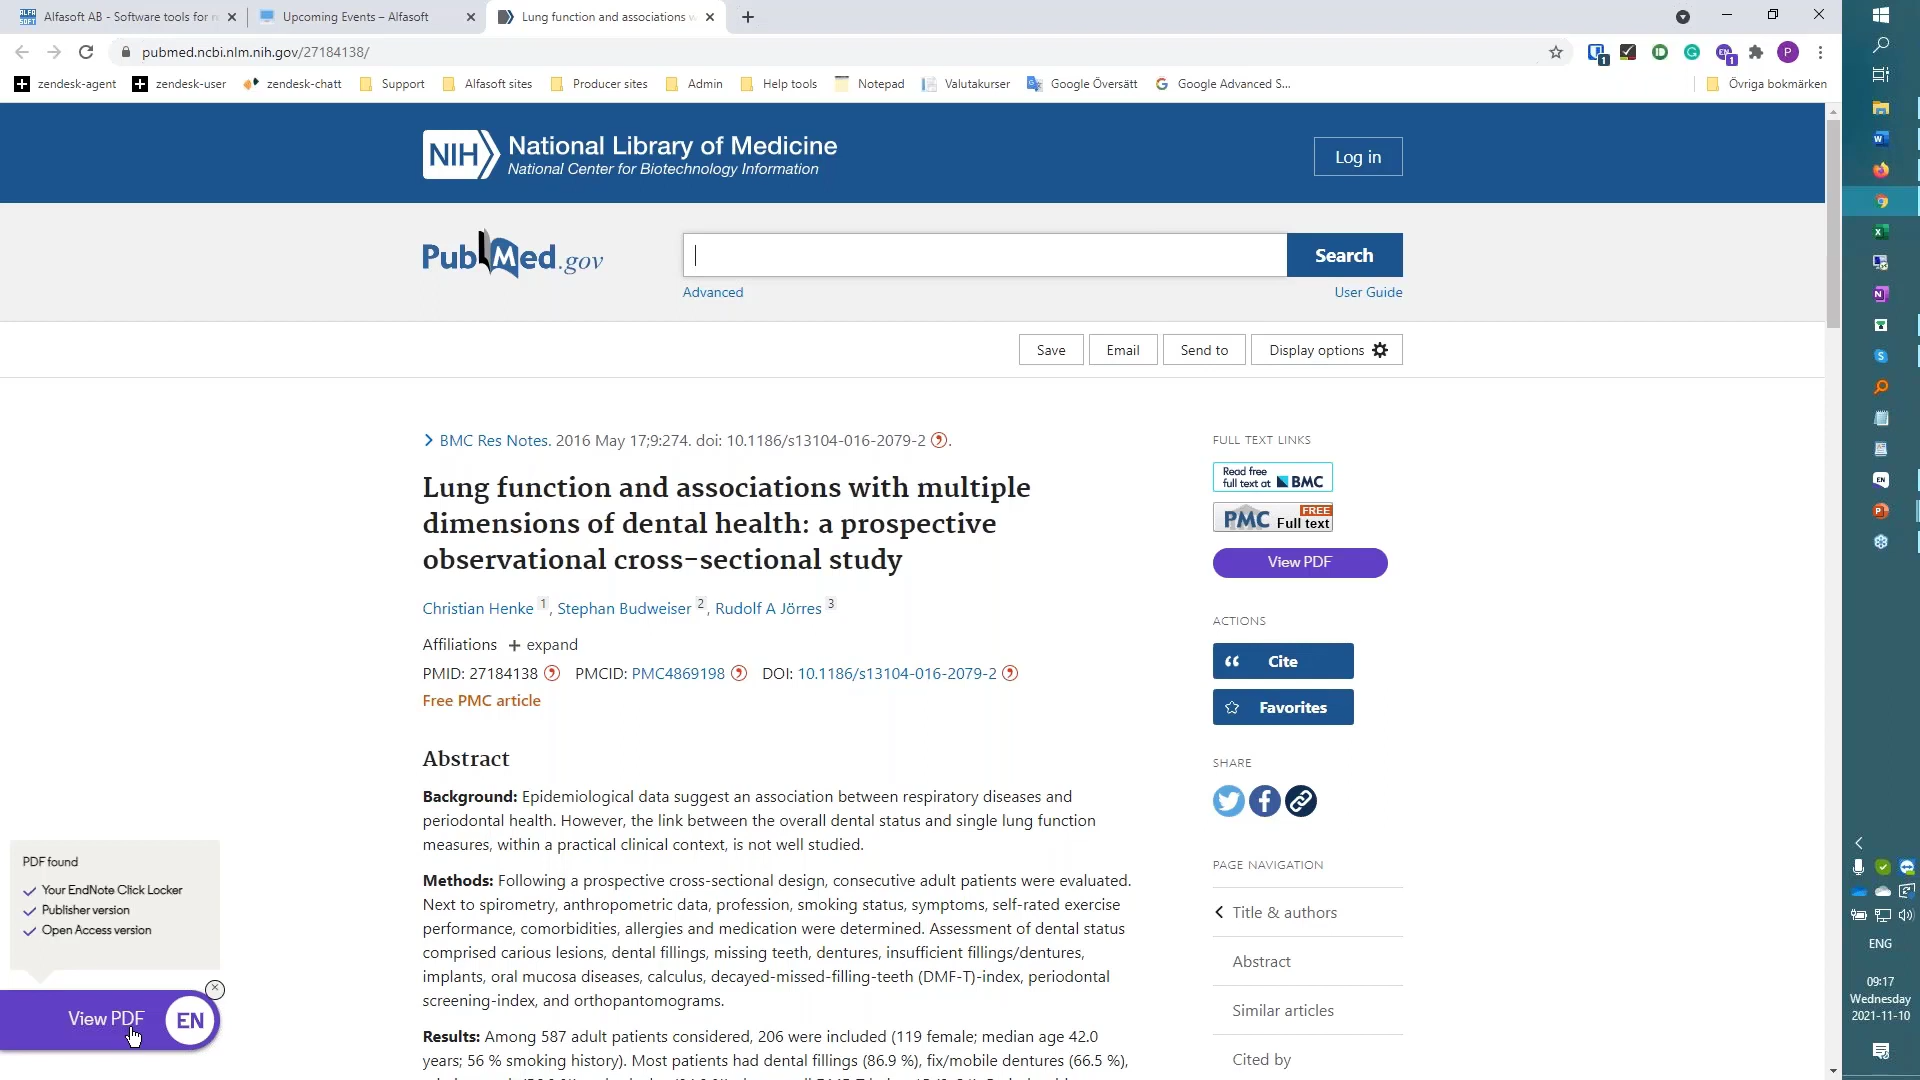 Alfasoft AB - Software tools for r
Upcoming Events – Alfasoft
Lung function and associations w
pubmed.ncbi.nlm.nih.gov/27184138/
zendesk-agent
zendesk-user
zendesk-chatt
Support
Alfasoft sites
Producer sites
Admin
Help tools
Notepad
Valutakurser
Google Översätt
Google Advanced S...
Övriga bokmärken
NIH
National Library of Medicine
National Center for Biotechnology Information
Log in
PubMed.gov
Search
Advanced
User Guide
Save
Email
Send to
Display options
BMC Res Notes. 2016 May 17;9:274. doi: 10.1186/s13104-016-2079-2.
Lung function and associations with multiple
dimensions of dental health: a prospective
observational cross-sectional study
Christian Henke 1, Stephan Budweiser 2, Rudolf A Jörres 3
Affiliations + expand
PMID: 27184138 PMCID: PMC4869198 DOI: 10.1186/s13104-016-2079-2
Free PMC article
Abstract
Background: Epidemiological data suggest an association between respiratory diseases and
periodontal health. However, the link between the overall dental status and single lung function
measures, within a practical clinical context, is not well studied.
Methods: Following a prospective cross-sectional design, consecutive adult patients were evaluated.
Next to spirometry, anthropometric data, profession, smoking status, symptoms, self-rated exercise
performance, comorbidities, allergies and medication were determined. Assessment of dental status
comprised carious lesions, dental fillings, missing teeth, dentures, insufficient fillings/dentures,
implants, oral mucosa diseases, calculus, decayed-missed-filling-teeth (DMF-T)-index, periodontal
screening-index, and orthopantomograms.
Results: Among 587 adult patients considered, 206 were included (119 female; median age 42.0
years; 56 % smoking history). Most patients had dental fillings (86.9 %), fix/mobile dentures (66.5 %),
FULL TEXT LINKS
Read free
full text at BMC
PMC FREE
Full text
View PDF
ACTIONS
Cite
Favorites
SHARE
PAGE NAVIGATION
Title & authors
Abstract
Similar articles
Cited by
PDF found
Your EndNote Click Locker
Publisher version
Open Access version
View PDF
EN
ENG
09:17
Wednesday
2021-11-10